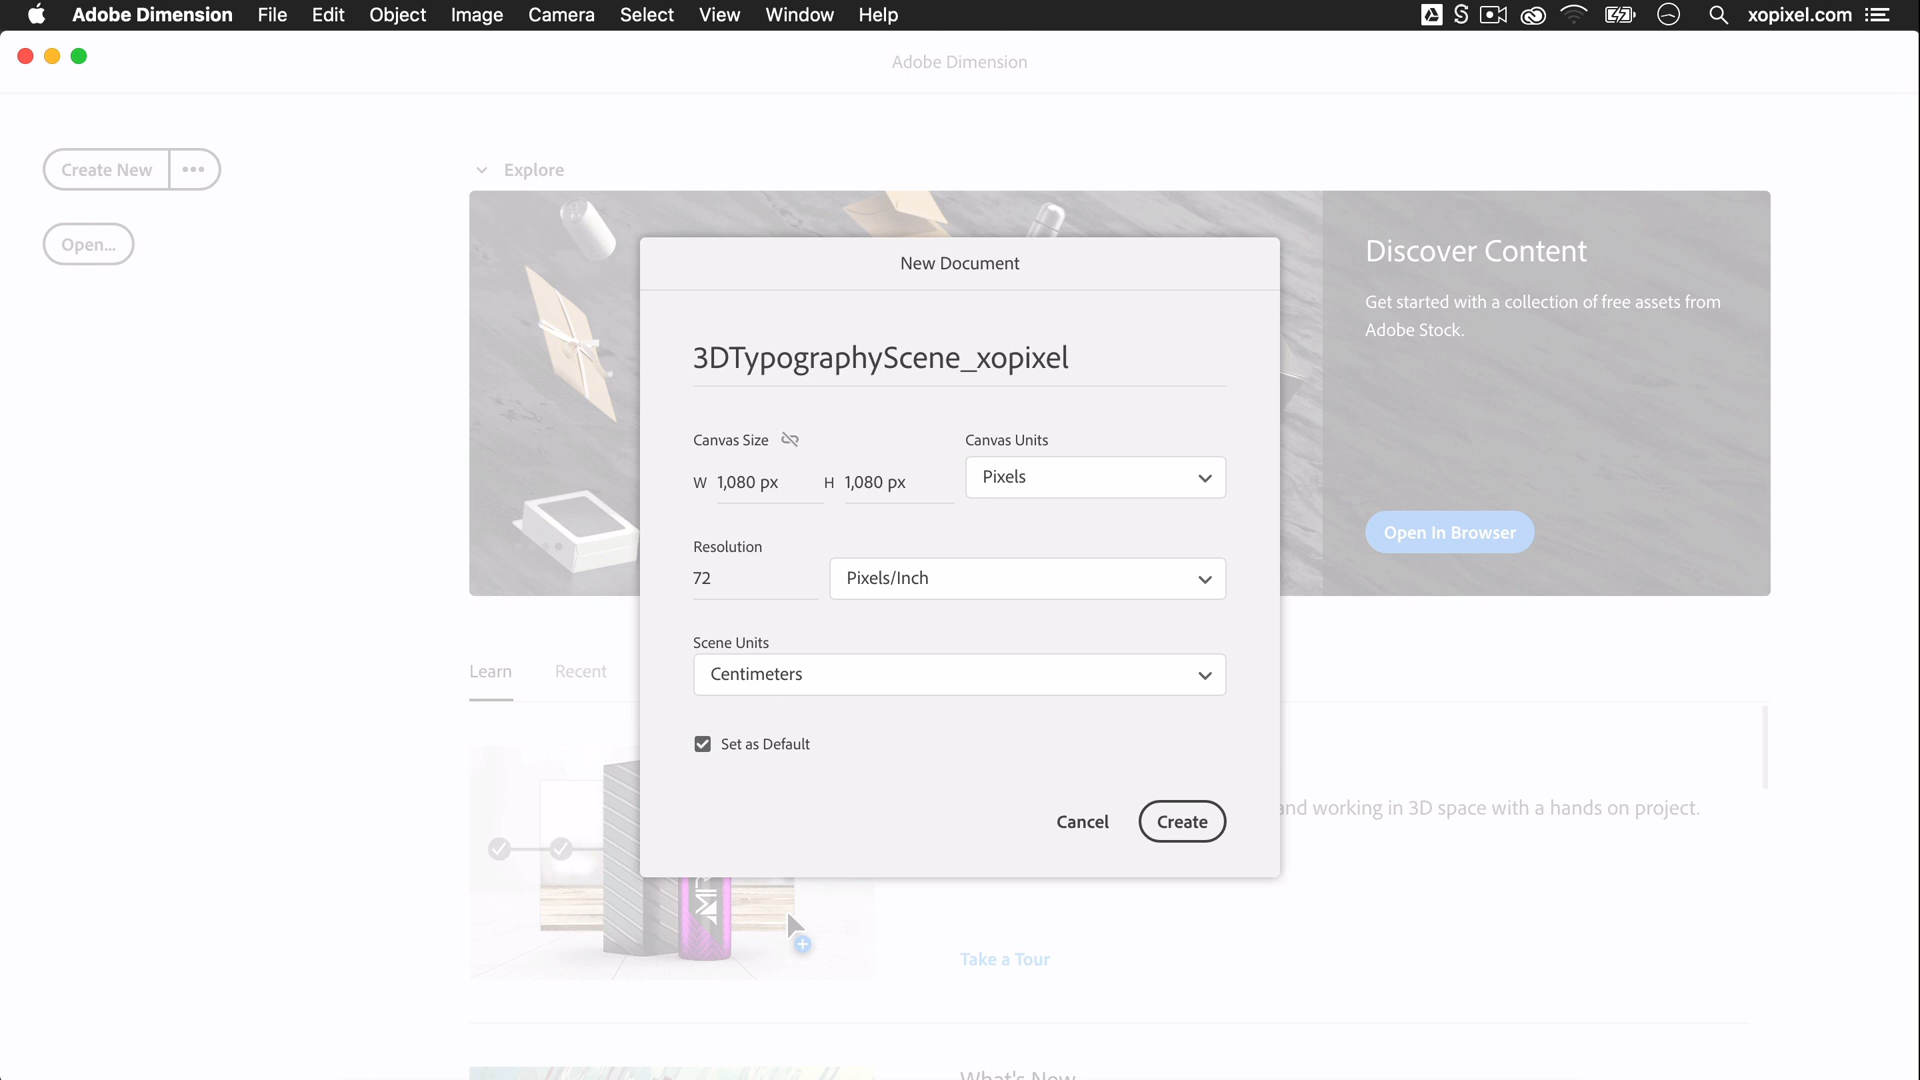 Adobe Dimension File Edit Object Image Camera Select View Window Help xopixel.com
Adobe Dimension
Create New
Open...
Explore
Discover Content
Get started with a collection of free assets from
Adobe Stock.
Open In Browser
New Document
3DTypographyScene_xopixel
Canvas Size
Canvas Units
W 1,080 px H 1,080 px
Pixels
Resolution
72
Pixels/Inch
Scene Units
Centimeters
Set as Default
Cancel
Create
Learn
Recent
and working in 3D space with a hands on project.
Take a Tour
What's New